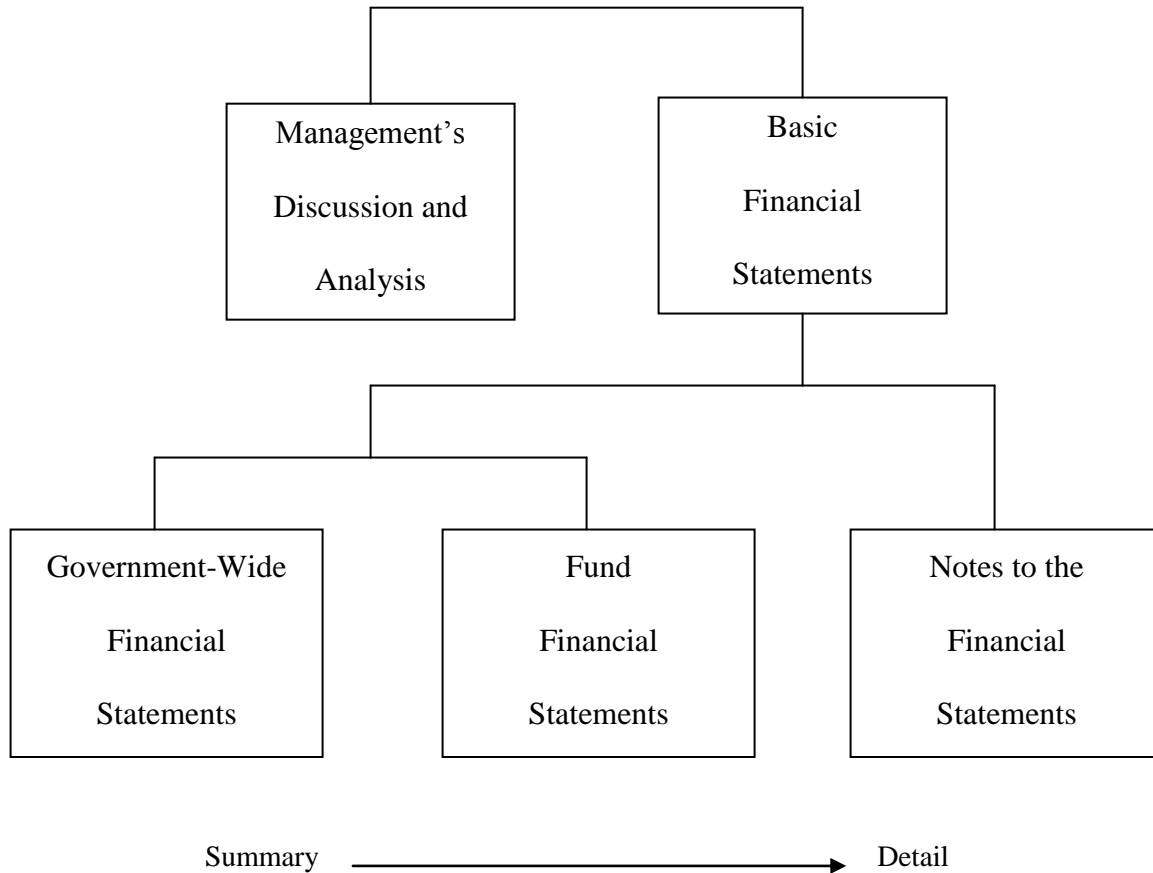 Management’s
Discussion and
Analysis
Basic
Financial
Statements
Government-Wide
Financial
Statements
Fund
Financial
Statements
Notes to the
Financial
Statements
Summary
Detail